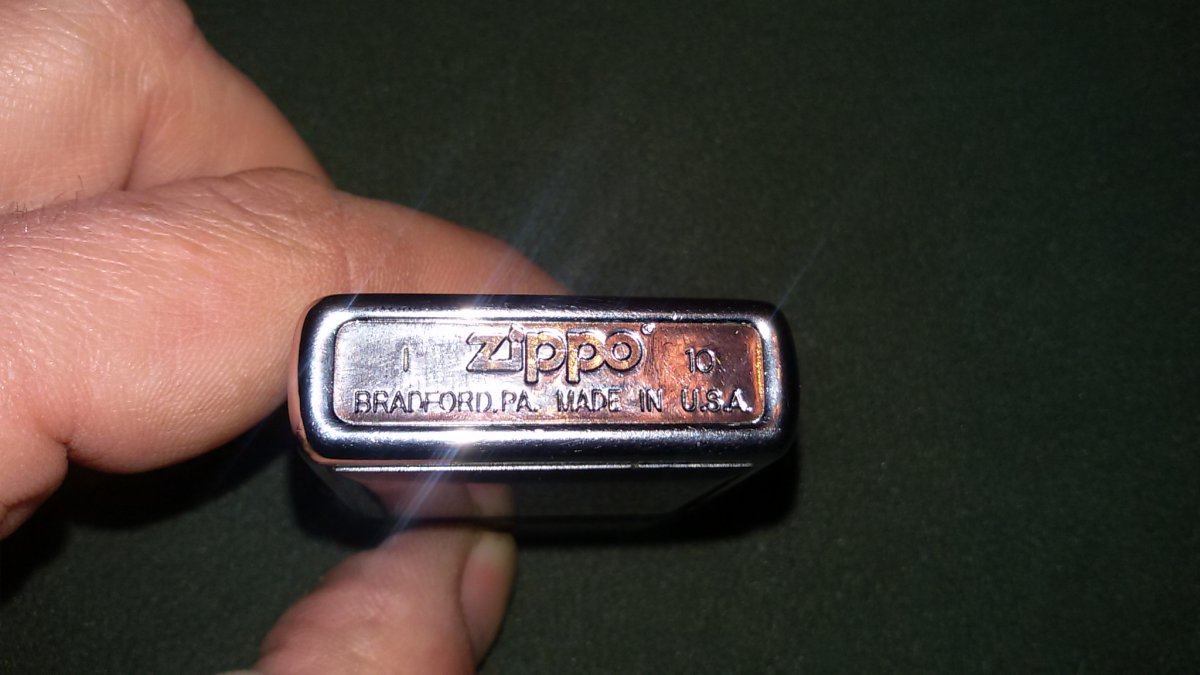 I zippo® 10
BRADFORD, PA. MADE IN U.S.A.